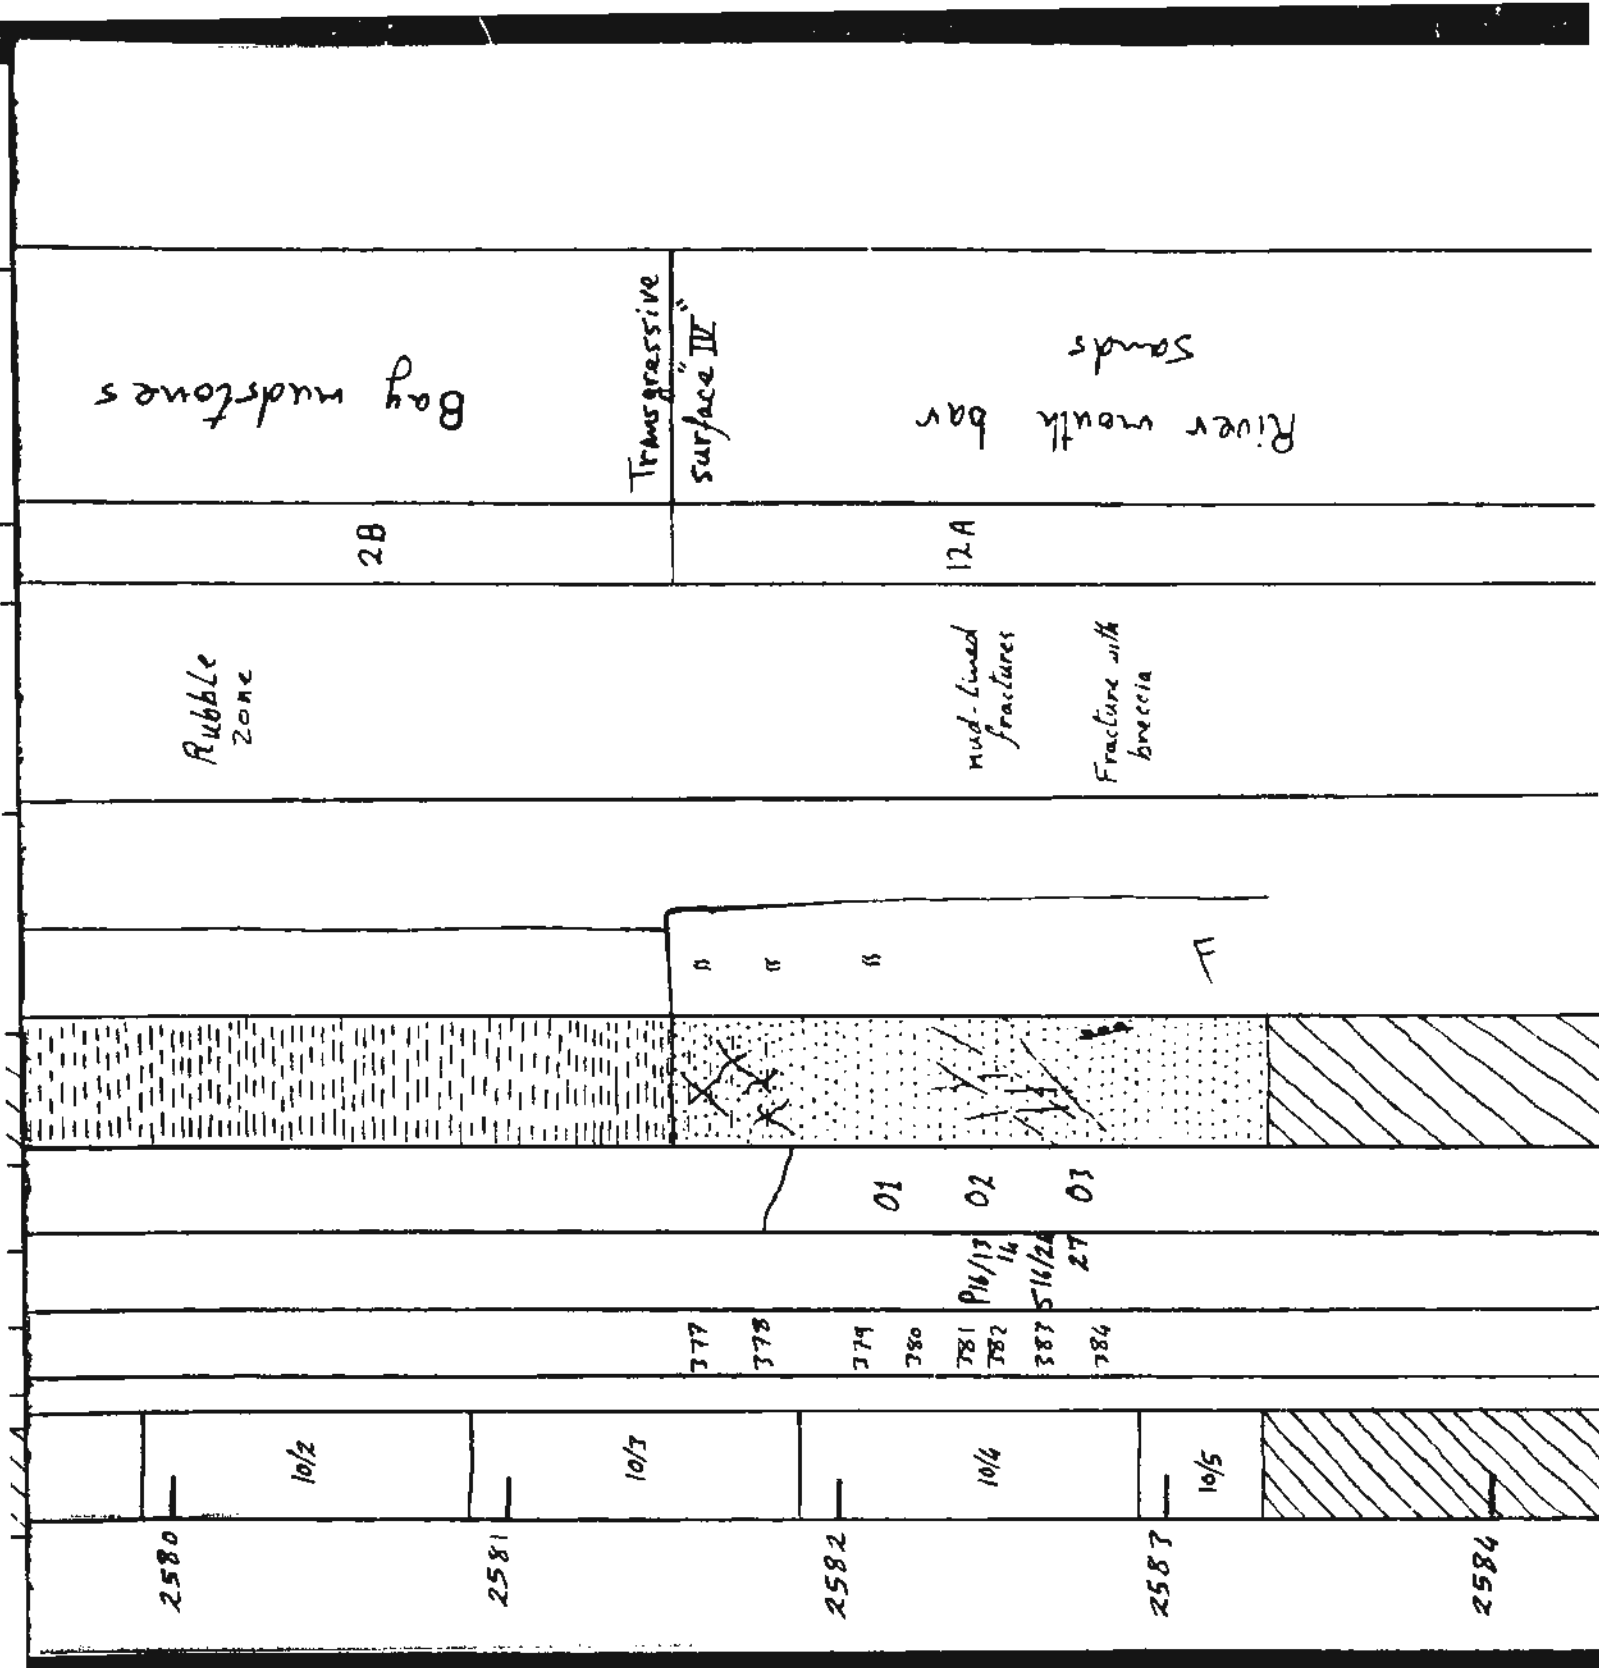 Bay mudstones
Transgressive
surface "IV"
River mouth bar
Sands
2B
12A
Rubble
zone
mud-lined
fractures
Fracture with
breccia
"
"
"
F
01
02
03
P16/13
14
27
377
378
379
380
381
382
383
384
10/2
10/3
10/4
10/5
2580
2581
2582
2583
2584